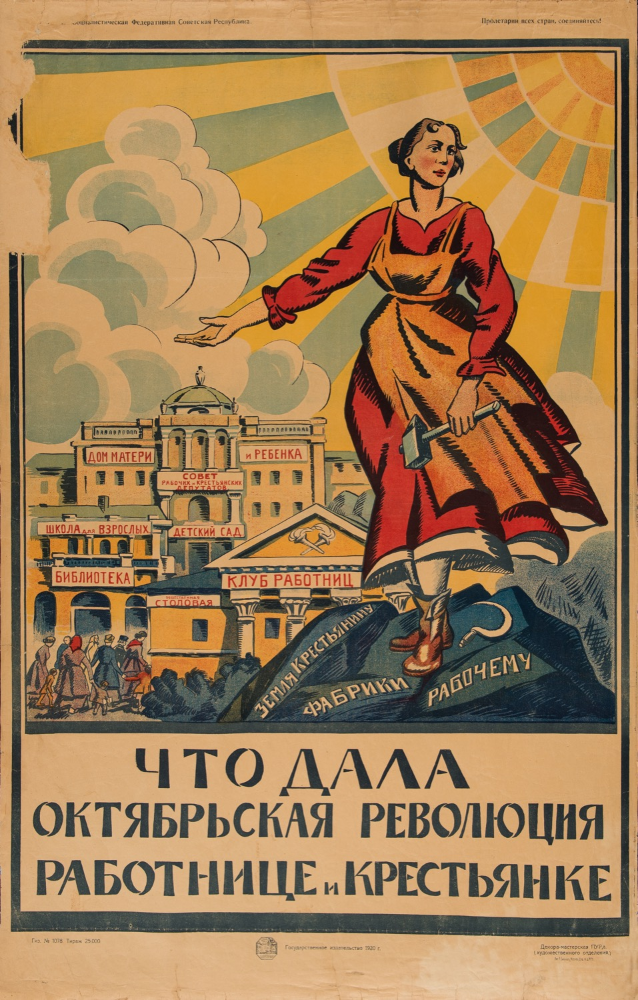 Социалистическая Федеративная Советская Республика.
Пролетарии всех стран, соединяйтесь!
ДОМ МАТЕРИ
и РЕБЕНКА
СОВЕТ
РАБОЧИХ и КРЕСТЬЯНСКИХ
ДЕПУТАТОВ
ШКОЛА для ВЗРОСЛЫХ
ДЕТСКИЙ САД
БИБЛИОТЕКА
КЛУБ РАБОТНИЦ
ОБЩЕСТВЕННАЯ
СТОЛОВАЯ
ЗЕМЛЯ КРЕСТЬЯНИНУ
ФАБРИКИ РАБОЧЕМУ
ЧТО ДАЛА
ОКТЯБРЬСКАЯ РЕВОЛЮЦИЯ
РАБОТНИЦЕ и КРЕСТЬЯНКЕ
Гиз. № 1078. Тираж 25.000.
Государственное издательство 1920 г.
Декора-мастерская ПУР,а.
(художественного отделения.)